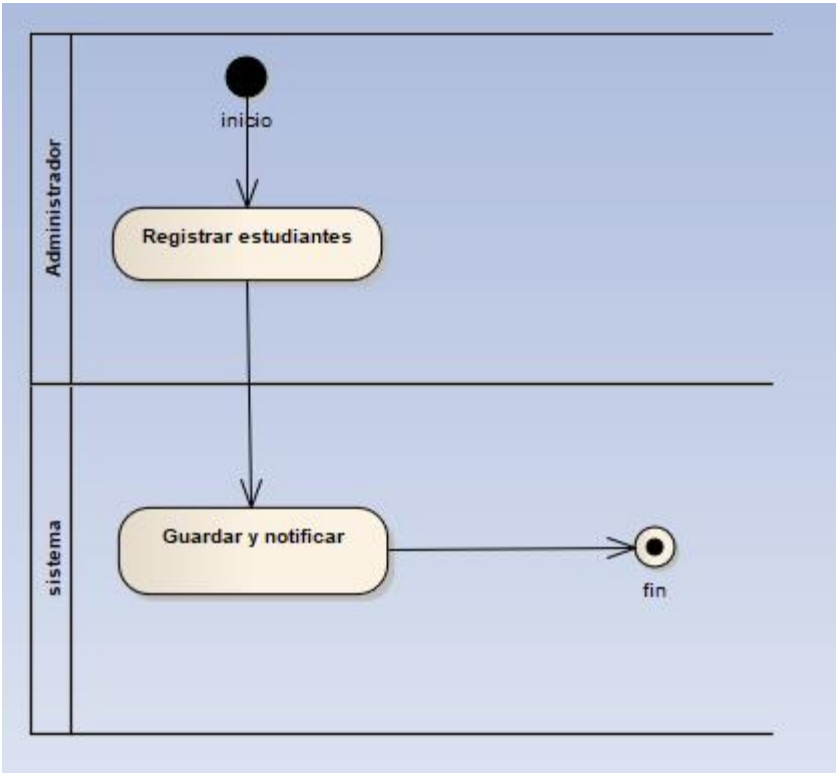 Administrador
inicio
Registrar estudiantes
sistema
Guardar y notificar
fin